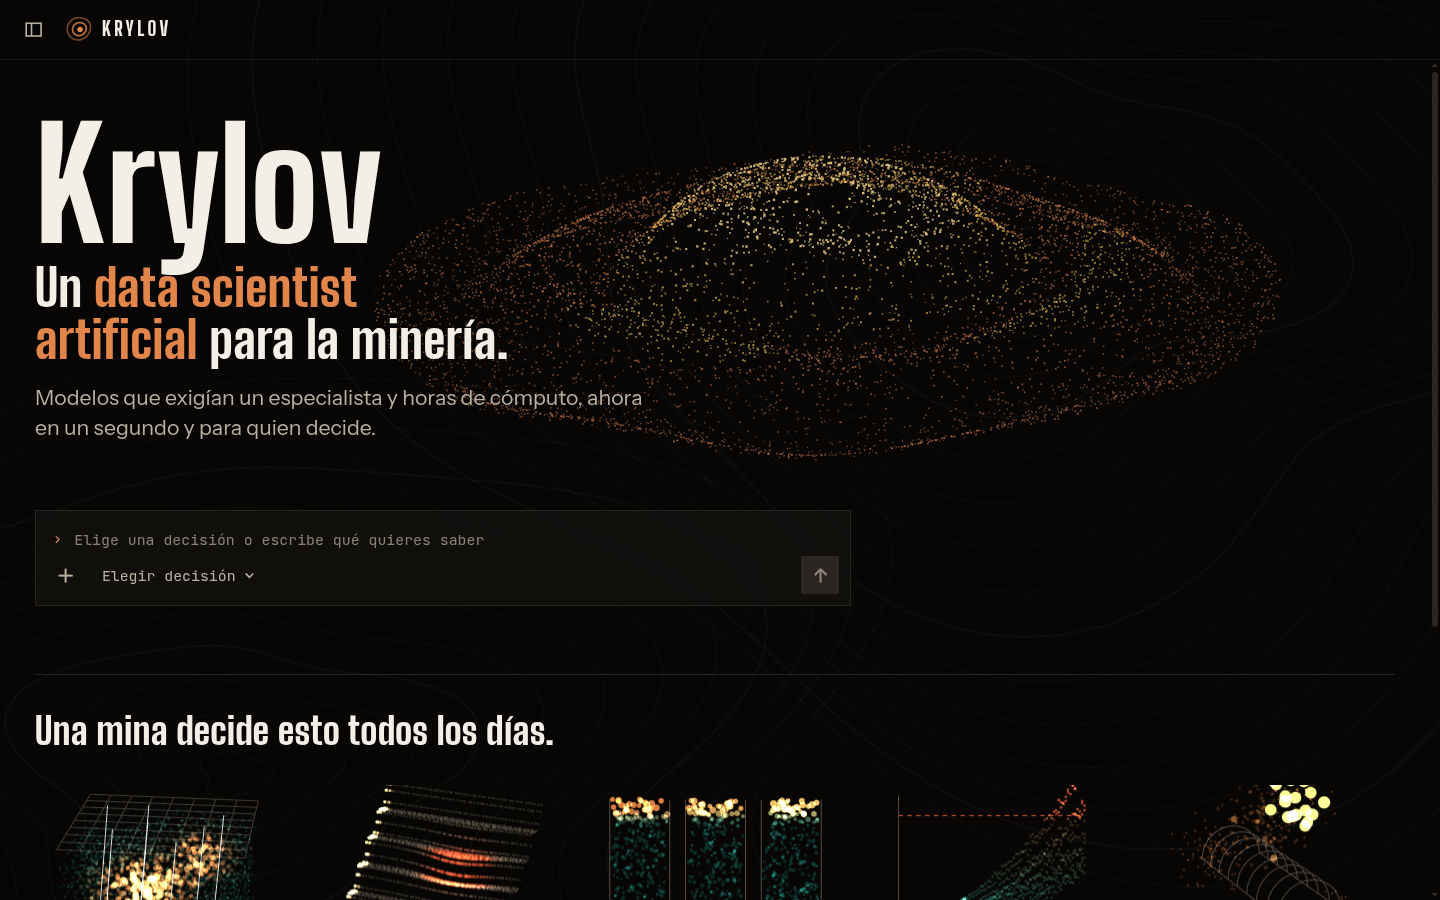 KRYLOV
Krylov
Un data scientist
artificial para la minería.
Modelos que exigían un especialista y horas de cómputo, ahora
en un segundo y para quien decide.
› Elige una decisión o escribe qué quieres saber
Elegir decisión
Una mina decide esto todos los días.